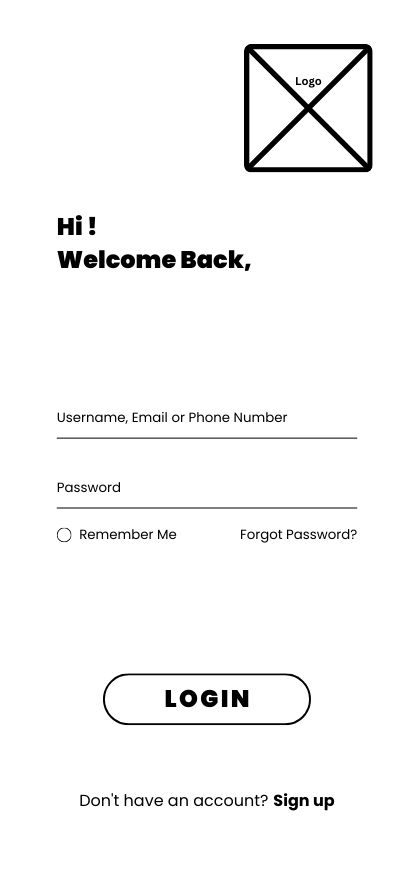 Logo
Hi !
Welcome Back,
Username, Email or Phone Number
Password
Remember Me
Forgot Password?
LOGIN
Don't have an account? Sign up